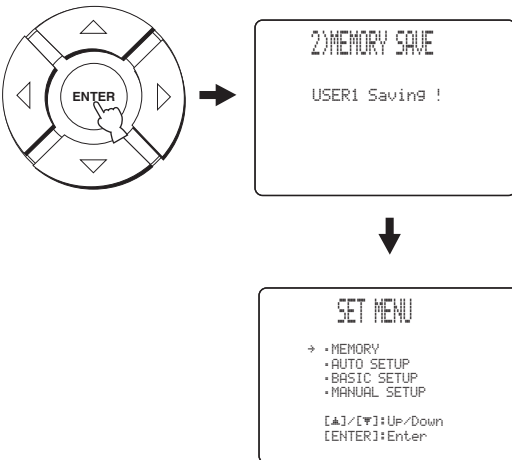 ENTER
2)MEMORY SAVE
USER1 Saving !
SET MENU
→ ・MEMORY
・AUTO SETUP
・BASIC SETUP
・MANUAL SETUP
[▲]/[▼]:Up/Down
[ENTER]:Enter